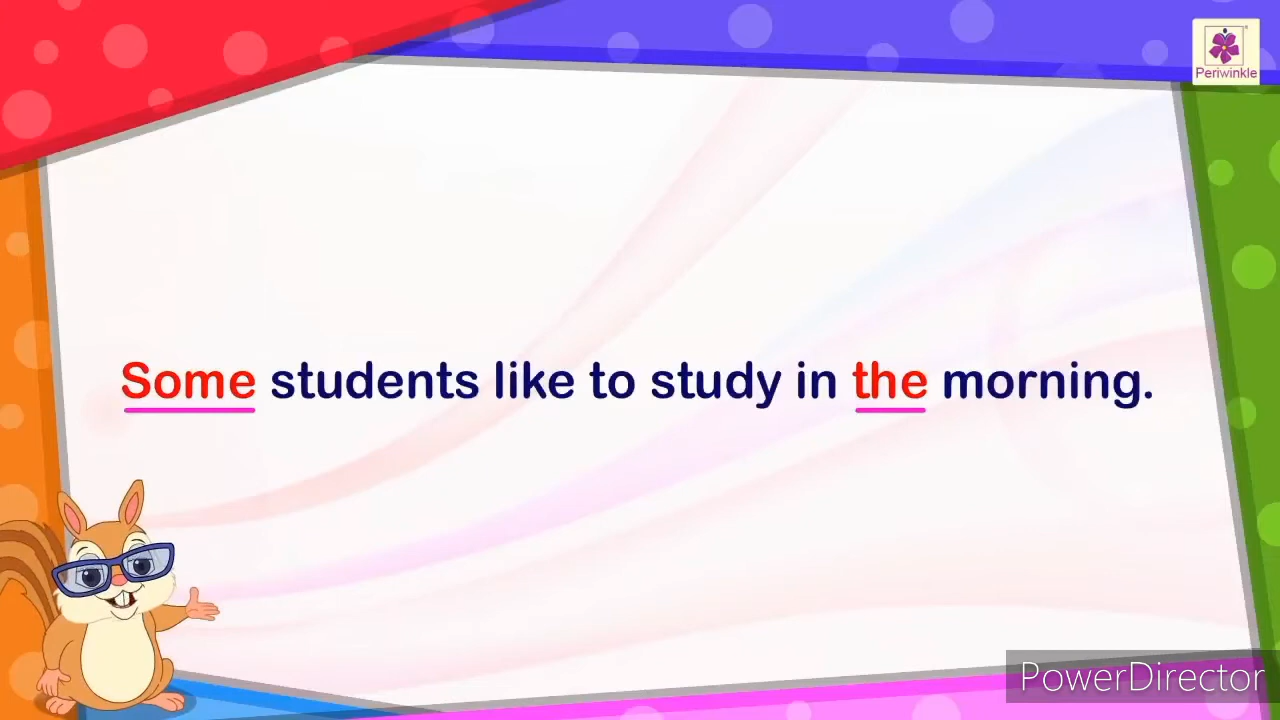 Periwinkle
Some students like to study in the morning.
PowerDirector